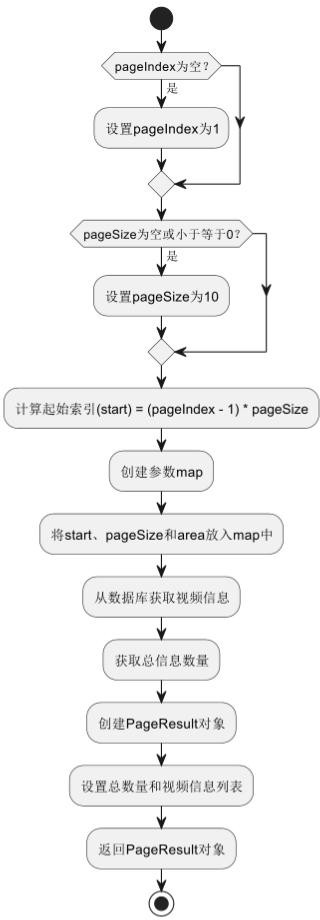 pageIndex为空？
是
设置pageIndex为1
pageSize为空或小于等于0？
是
设置pageSize为10
计算起始索引(start) = (pageIndex - 1) * pageSize
创建参数map
将start、pageSize和area放入map中
从数据库获取视频信息
获取总信息数量
创建PageResult对象
设置总数量和视频信息列表
返回PageResult对象